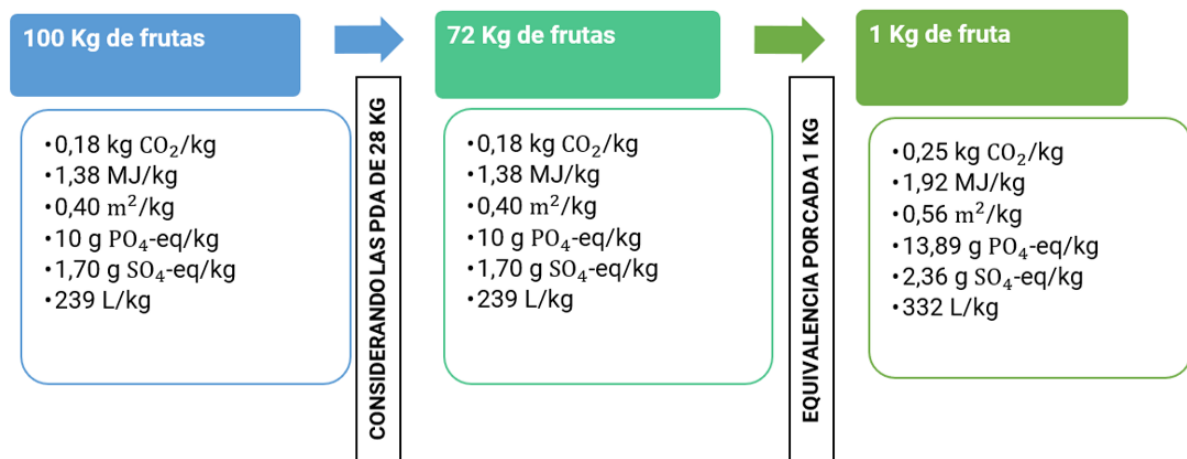 100 Kg de frutas
•0,18 kg CO₂/kg
•1,38 MJ/kg
•0,40 m²/kg
•10 g PO₄-eq/kg
•1,70 g SO₄-eq/kg
•239 L/kg
CONSIDERANDO LAS PDA DE 28 KG
72 Kg de frutas
•0,18 kg CO₂/kg
•1,38 MJ/kg
•0,40 m²/kg
•10 g PO₄-eq/kg
•1,70 g SO₄-eq/kg
•239 L/kg
EQUIVALENCIA POR CADA 1 KG
1 Kg de fruta
•0,25 kg CO₂/kg
•1,92 MJ/kg
•0,56 m²/kg
•13,89 g PO₄-eq/kg
•2,36 g SO₄-eq/kg
•332 L/kg